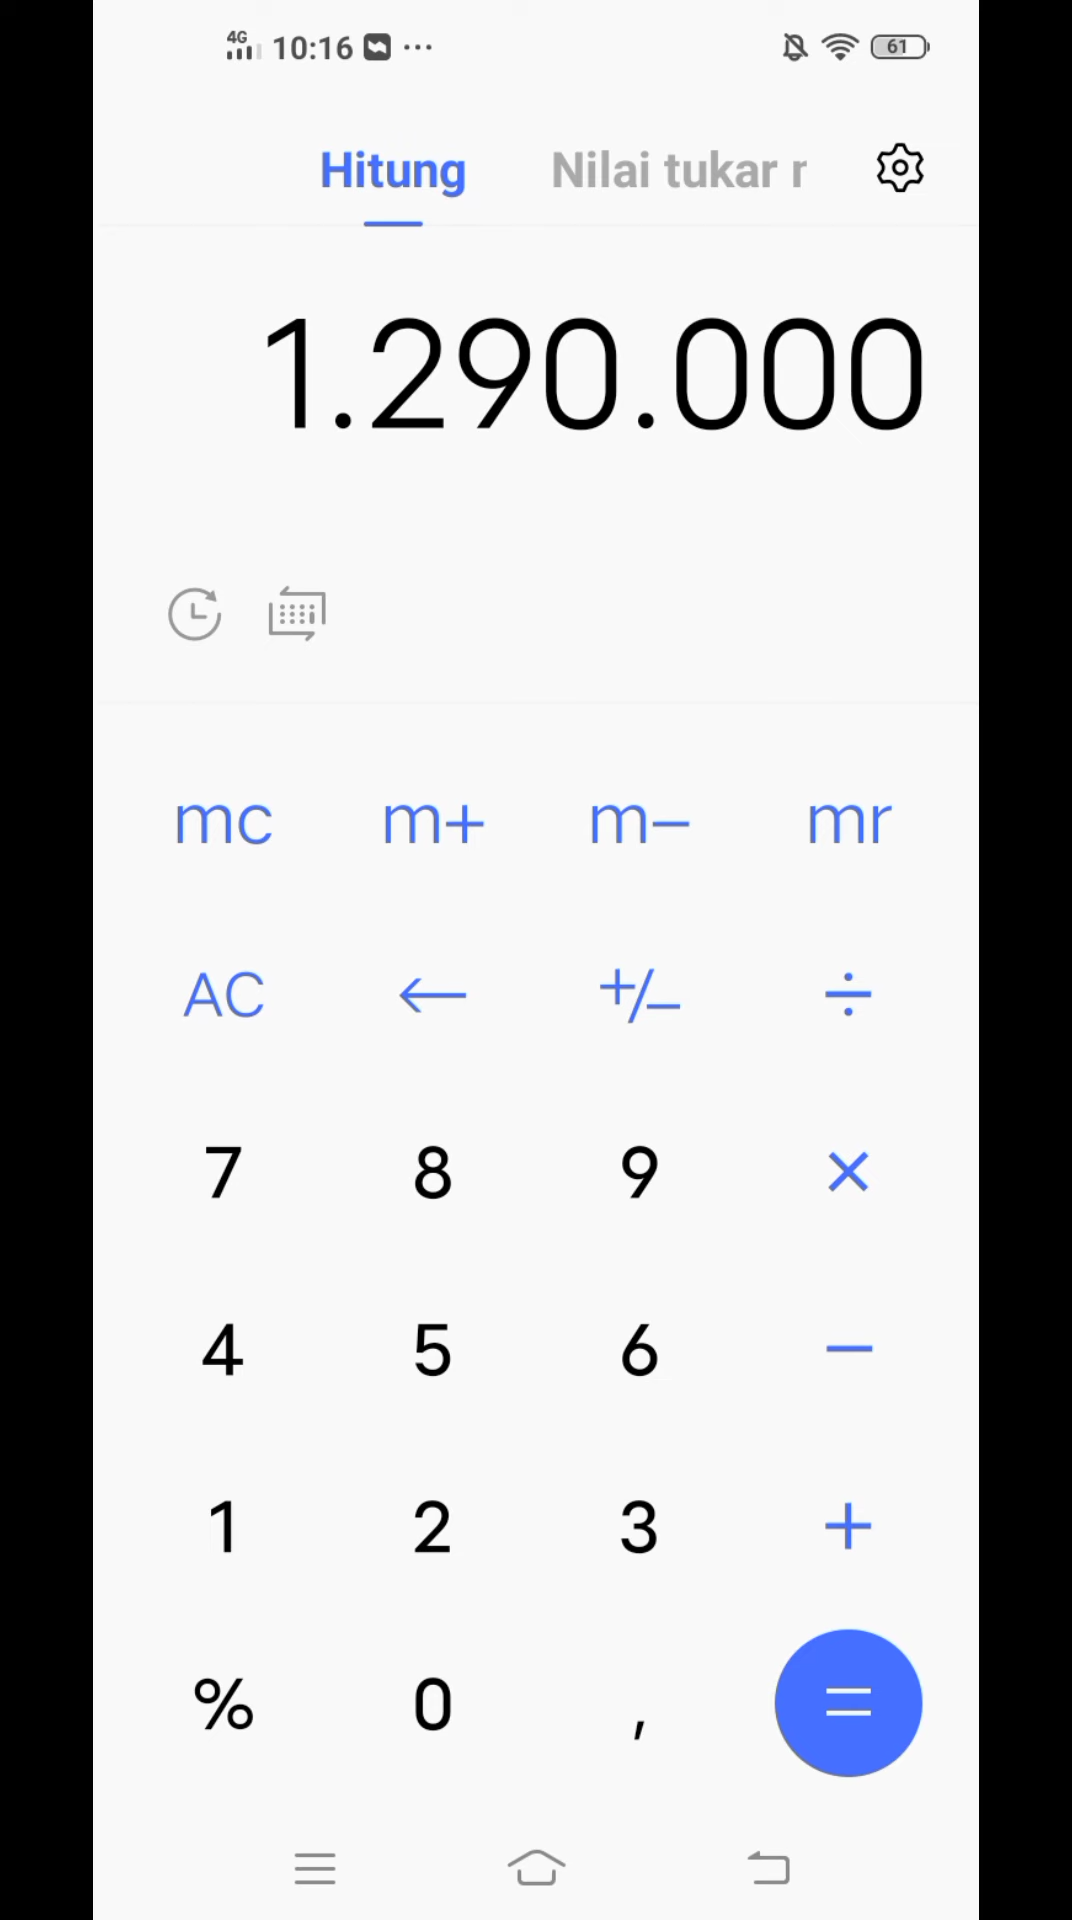 4G 10:16 ... 61
Hitung Nilai tukar r
1.290.000
mc m+ m− mr
AC ← +/− ÷
7 8 9 ×
4 5 6 −
1 2 3 +
% 0 , =